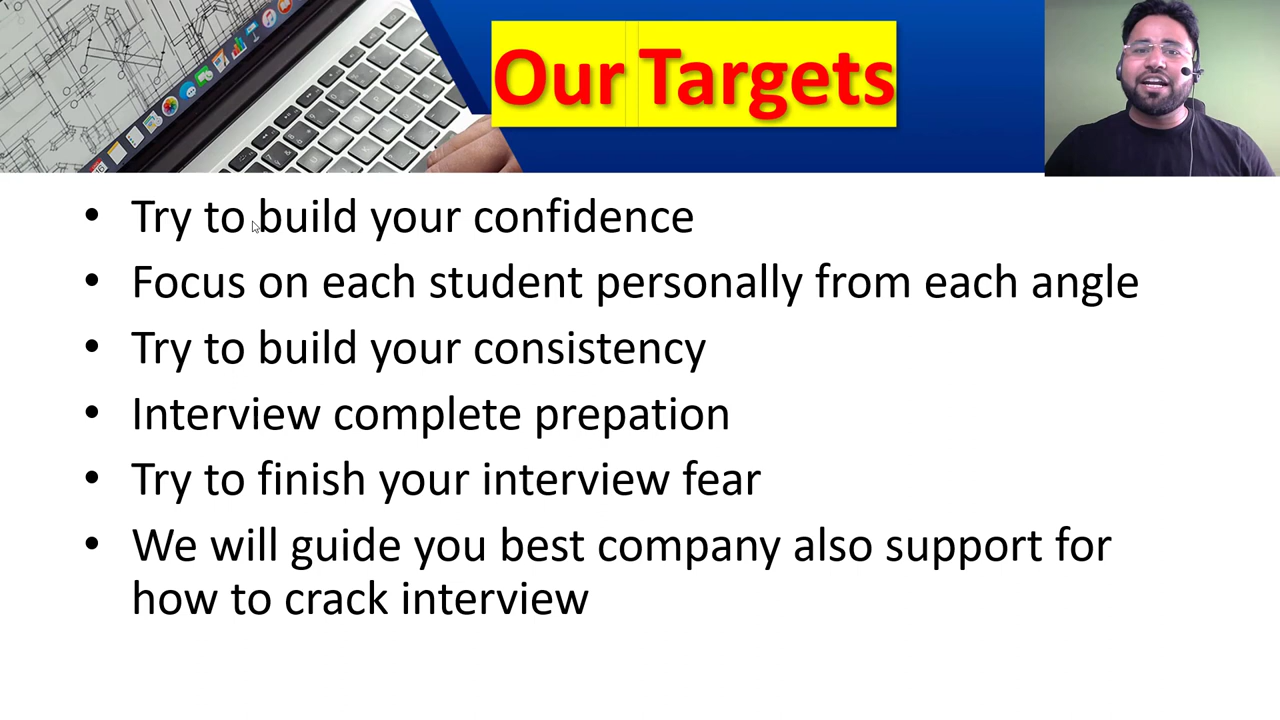 Our Targets
• Try to build your confidence
• Focus on each student personally from each angle
• Try to build your consistency
• Interview complete prepation
• Try to finish your interview fear
• We will guide you best company also support for
how to crack interview